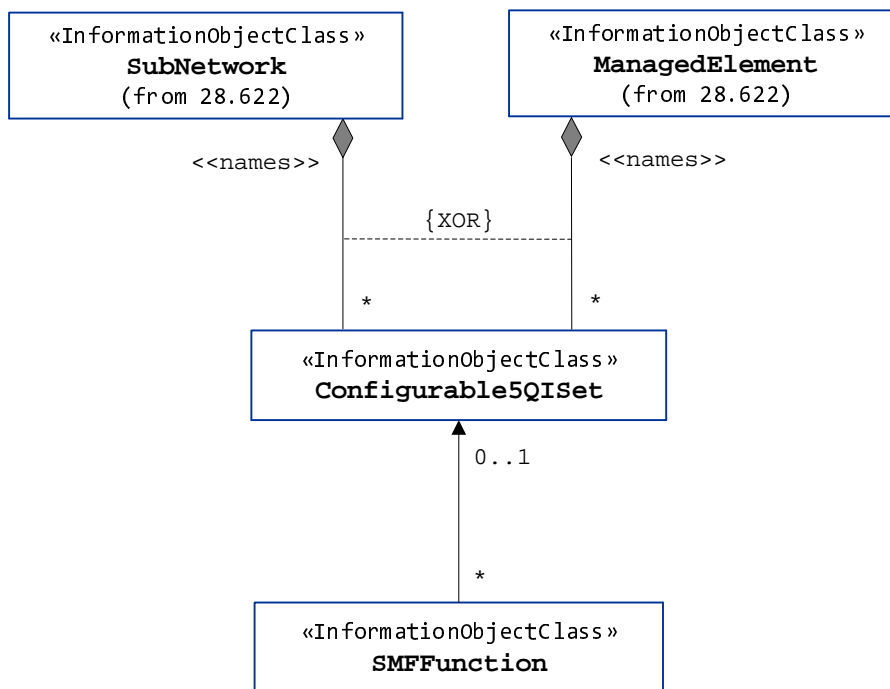 «InformationObjectClass»
SubNetwork
(from 28.622)
«InformationObjectClass»
ManagedElement
(from 28.622)
<<names>>
<<names>>
{XOR}
*
*
«InformationObjectClass»
Configurable5QISet
0..1
*
«InformationObjectClass»
SMFFunction